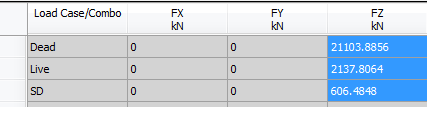 Load Case/Combo FX FY FZ
kN kN kN
Dead 0 0 21103.8856
Live 0 0 2137.8064
SD 0 0 606.4848